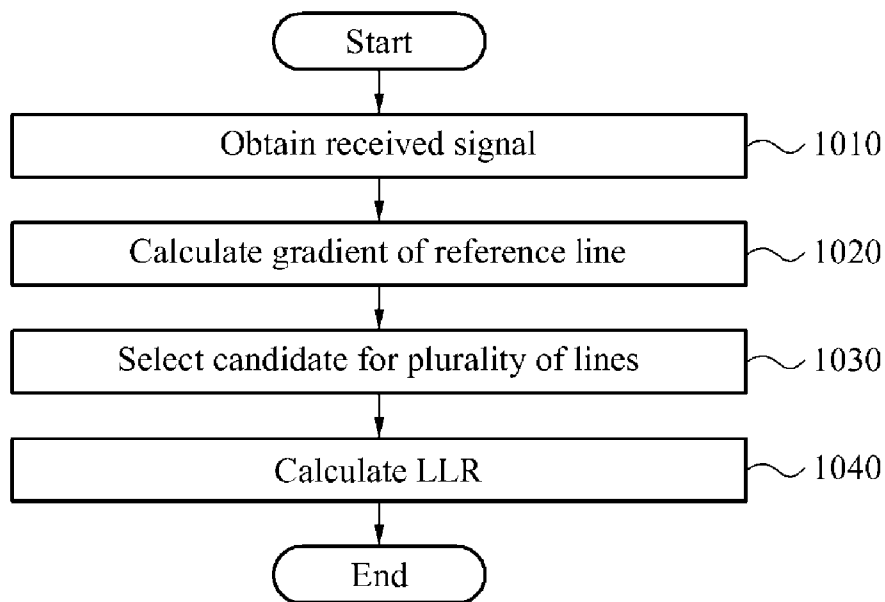 Start
Obtain received signal
1010
Calculate gradient of reference line
1020
Select candidate for plurality of lines
1030
Calculate LLR
1040
End